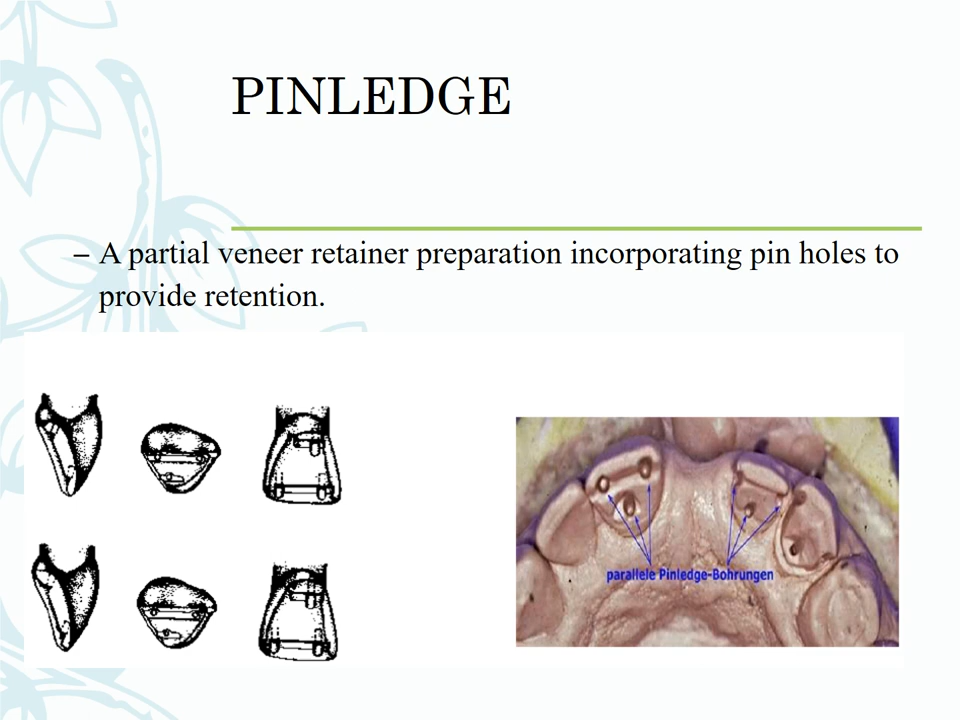 PINLEDGE
– A partial veneer retainer preparation incorporating pin holes to
provide retention.
parallele Pinledge-Bohrungen